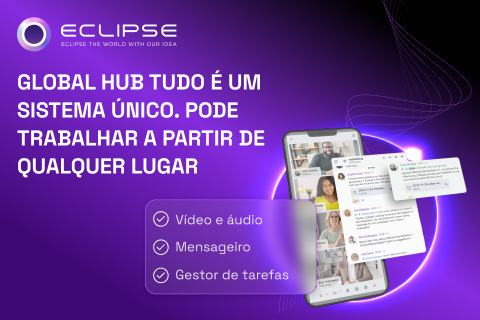 ECLIPSE
ECLIPSE THE WORLD WITH OUR IDEA
GLOBAL HUB TUDO É UM
SISTEMA ÚNICO. PODE
TRABALHAR A PARTIR DE
QUALQUER LUGAR
Vídeo e áudio
Mensageiro
Gestor de tarefas